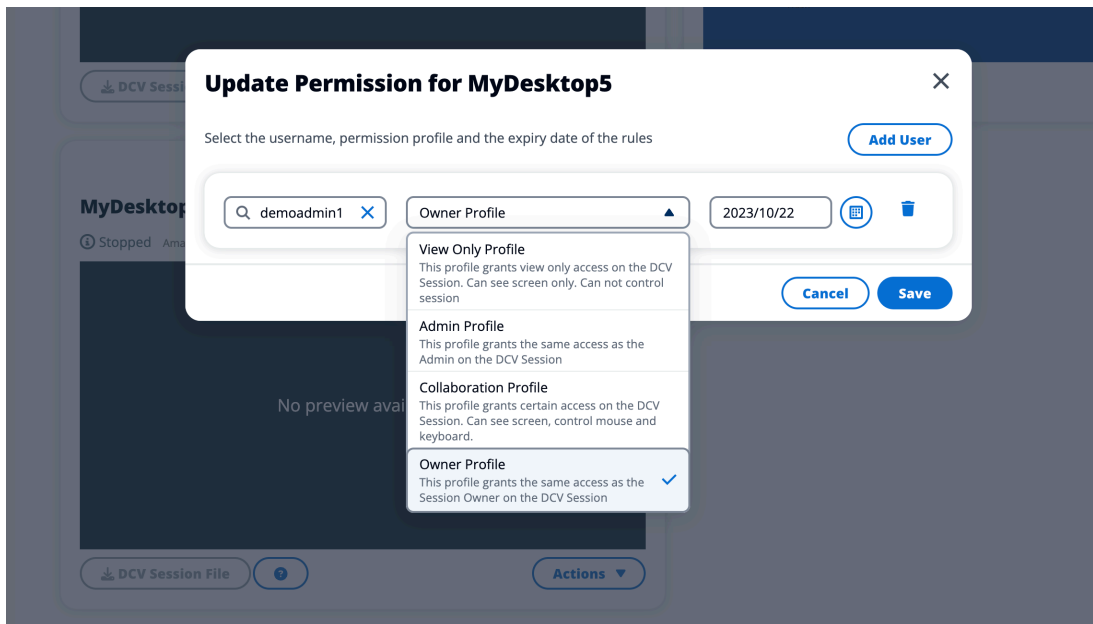 Update Permission for MyDesktop5
Select the username, permission profile and the expiry date of the rules
Add User
demoadmin1
Owner Profile
2023/10/22
View Only Profile
This profile grants view only access on the DCV
Session. Can see screen only. Can not control
session
Admin Profile
This profile grants the same access as the
Admin on the DCV Session
Collaboration Profile
This profile grants certain access on the DCV
Session. Can see screen, control mouse and
keyboard.
Owner Profile
This profile grants the same access as the
Session Owner on the DCV Session
Cancel
Save
DCV Sessi
MyDesktop
Stopped Ama
No preview avai
DCV Session File
Actions